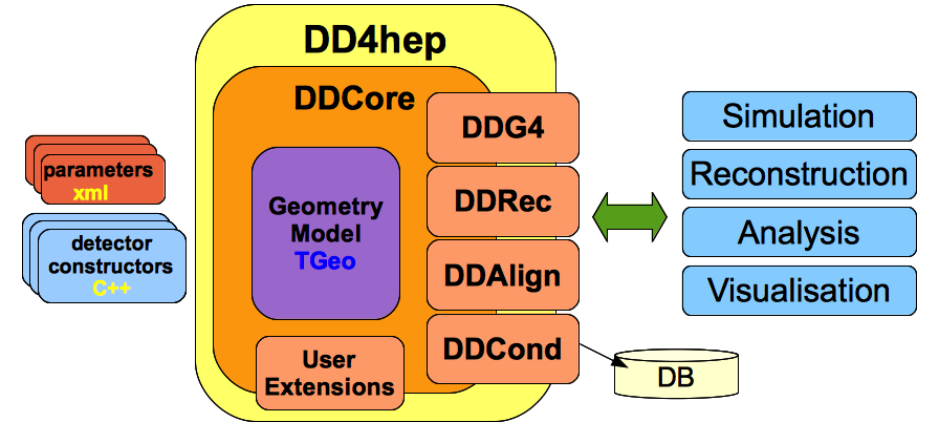 DD4hep
DDCore
parameters
xml
detector
constructors
C++
Geometry
Model
TGeo
User
Extensions
DDG4
DDRec
DDAlign
DDCond
Simulation
Reconstruction
Analysis
Visualisation
DB